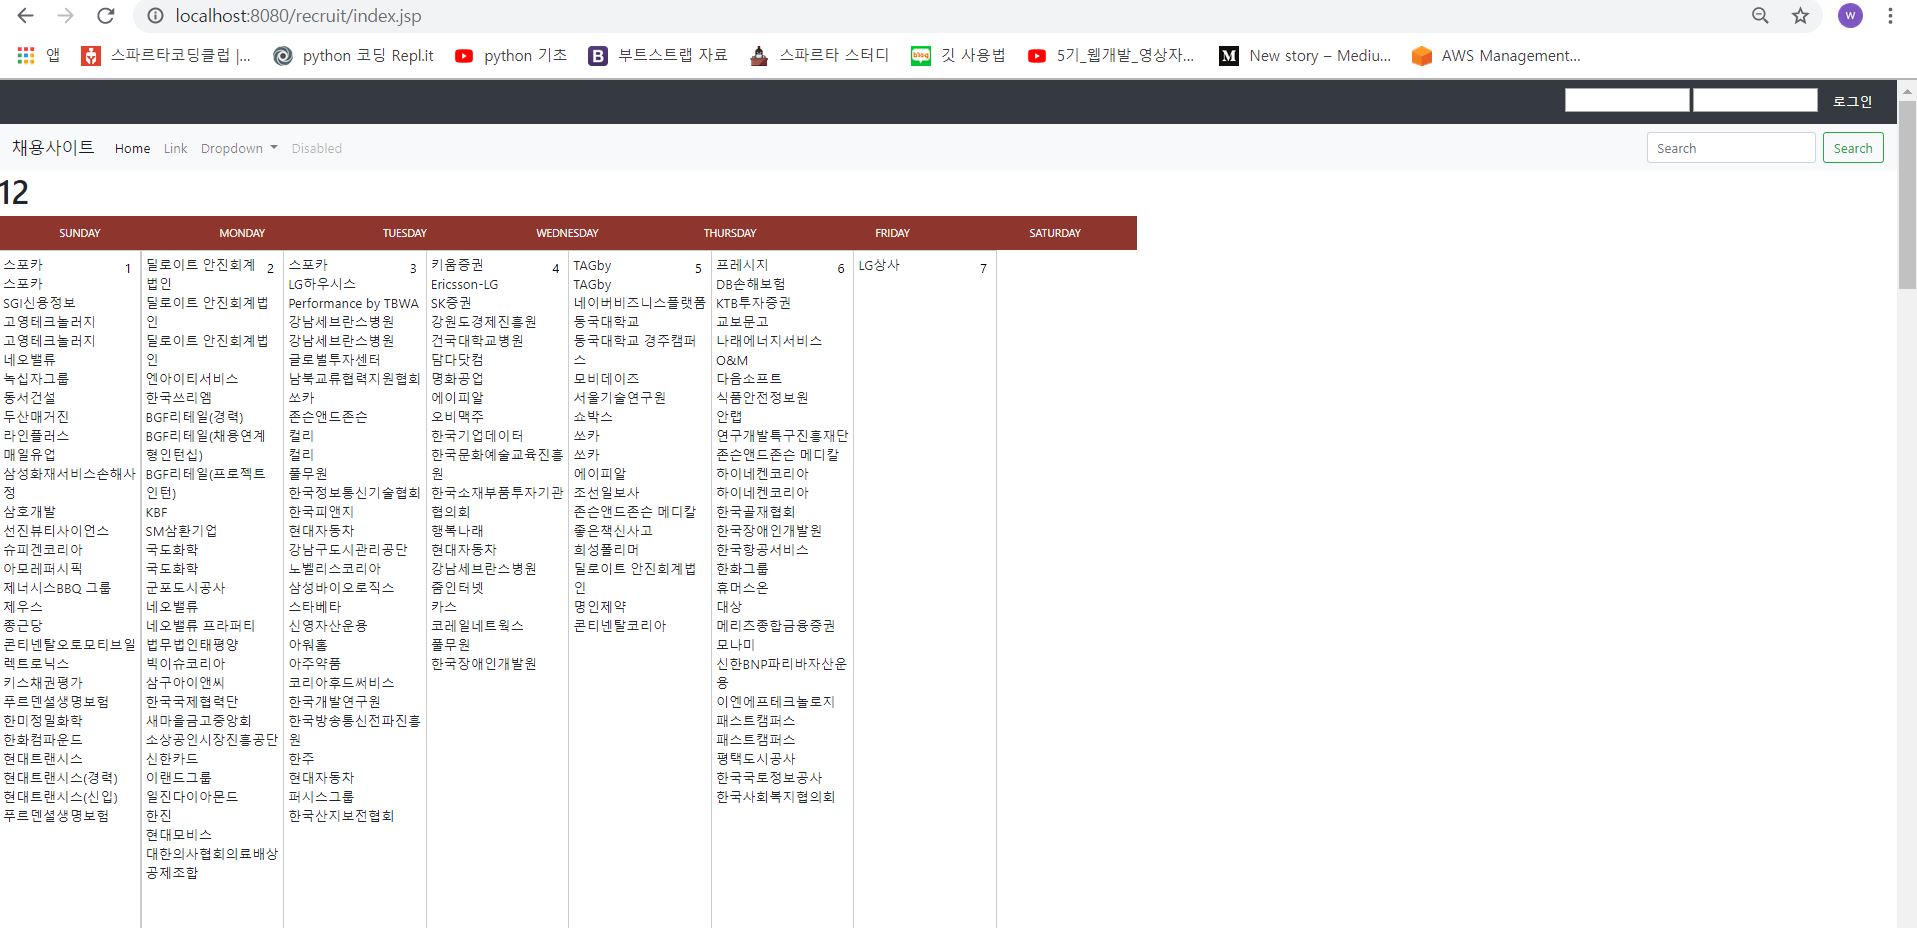 localhost:8080/recruit/index.jsp
W
앱 스파르타코딩클럽 |... python 코딩 Repl.it python 기초 B 부트스트랩 자료 스파르타 스터디 blog 깃 사용법 5기_웹개발_영상자... M New story – Mediu... AWS Management...
로그인
채용사이트 Home Link Dropdown Disabled Search Search
12
SUNDAY MONDAY TUESDAY WEDNESDAY THURSDAY FRIDAY SATURDAY
1
스포카
스포카
SGI신용정보
고영테크놀러지
고영테크놀러지
네오밸류
녹십자그룹
동서건설
두산매거진
라인플러스
매일유업
삼성화재서비스손해사
정
삼호개발
선진뷰티사이언스
슈피겐코리아
아모레퍼시픽
제너시스BBQ 그룹
제우스
종근당
콘티넨탈오토모티브일
렉트로닉스
키스채권평가
푸르덴셜생명보험
한미정밀화학
한화컴파운드
현대트랜시스
현대트랜시스(경력)
현대트랜시스(신입)
푸르덴셜생명보험
2
딜로이트 안진회계
법인
딜로이트 안진회계법
인
딜로이트 안진회계법
인
엔아이티서비스
한국쓰리엠
BGF리테일(경력)
BGF리테일(채용연계
형인턴십)
BGF리테일(프로젝트
인턴)
KBF
SM삼환기업
국도화학
국도화학
군포도시공사
네오밸류
네오밸류 프라퍼티
법무법인태평양
빅이슈코리아
삼구아이앤씨
한국국제협력단
새마을금고중앙회
소상공인시장진흥공단
신한카드
이랜드그룹
일진다이아몬드
한진
현대모비스
대한의사협회의료배상
공제조합
3
스포카
LG하우시스
Performance by TBWA
강남세브란스병원
강남세브란스병원
글로벌투자센터
남북교류협력지원협회
쏘카
존슨앤드존슨
컬리
컬리
풀무원
한국정보통신기술협회
한국피앤지
현대자동차
강남구도시관리공단
노벨리스코리아
삼성바이오로직스
스타베타
신영자산운용
아워홈
아주약품
코리아후드써비스
한국개발연구원
한국방송통신전파진흥
원
한주
현대자동차
퍼시스그룹
한국산지보전협회
4
키움증권
Ericsson-LG
SK증권
강원도경제진흥원
건국대학교병원
담다닷컴
명화공업
에이피알
오비맥주
한국기업데이터
한국문화예술교육진흥
원
한국소재부품투자기관
협의회
행복나래
현대자동차
강남세브란스병원
줌인터넷
카스
코레일네트웍스
풀무원
한국장애인개발원
5
TAGby
TAGby
네이버비즈니스플랫폼
동국대학교
동국대학교 경주캠퍼
스
모비데이즈
서울기술연구원
쇼박스
쏘카
쏘카
에이피알
조선일보사
존슨앤드존슨 메디칼
좋은책신사고
희성폴리머
딜로이트 안진회계법
인
명인제약
콘티넨탈코리아
6
프레시지
DB손해보험
KTB투자증권
교보문고
나래에너지서비스
O&M
다음소프트
식품안전정보원
안랩
연구개발특구진흥재단
존슨앤드존슨 메디칼
하이네켄코리아
하이네켄코리아
한국골재협회
한국장애인개발원
한국항공서비스
한화그룹
휴머스온
대상
메리츠종합금융증권
모나미
신한BNP파리바자산운
용
이엔에프테크놀로지
패스트캠퍼스
패스트캠퍼스
평택도시공사
한국국토정보공사
한국사회복지협의회
7
LG상사